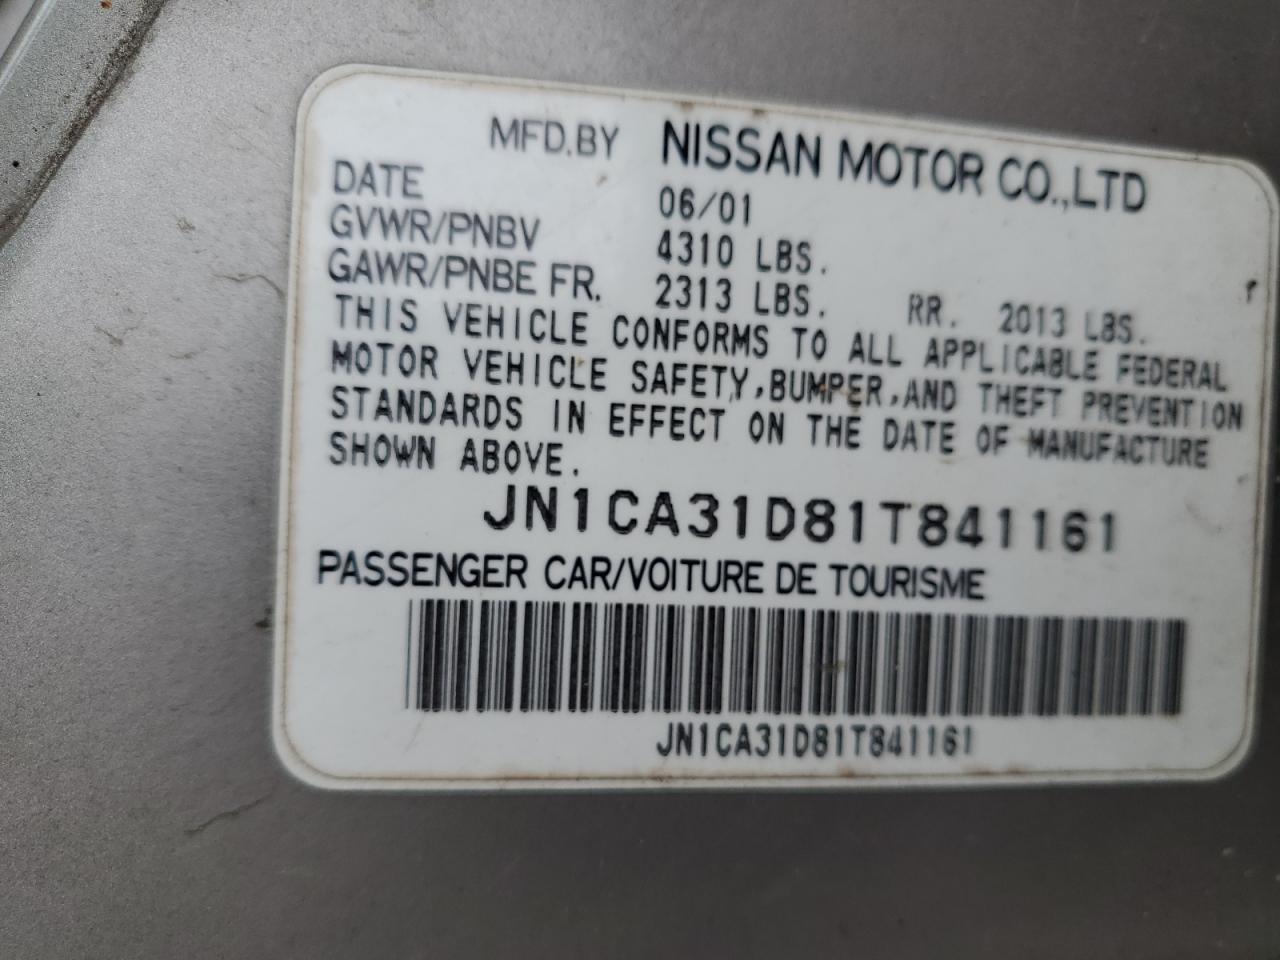 MFD.BY NISSAN MOTOR CO.,LTD
DATE 06/01
GVWR/PNBV 4310 LBS.
GAWR/PNBE FR. 2313 LBS. RR. 2013 LBS.
THIS VEHICLE CONFORMS TO ALL APPLICABLE FEDERAL
MOTOR VEHICLE SAFETY,BUMPER,AND THEFT PREVENTION
STANDARDS IN EFFECT ON THE DATE OF MANUFACTURE
SHOWN ABOVE.
JN1CA31D81T841161
PASSENGER CAR/VOITURE DE TOURISME
JN1CA31D81T841161